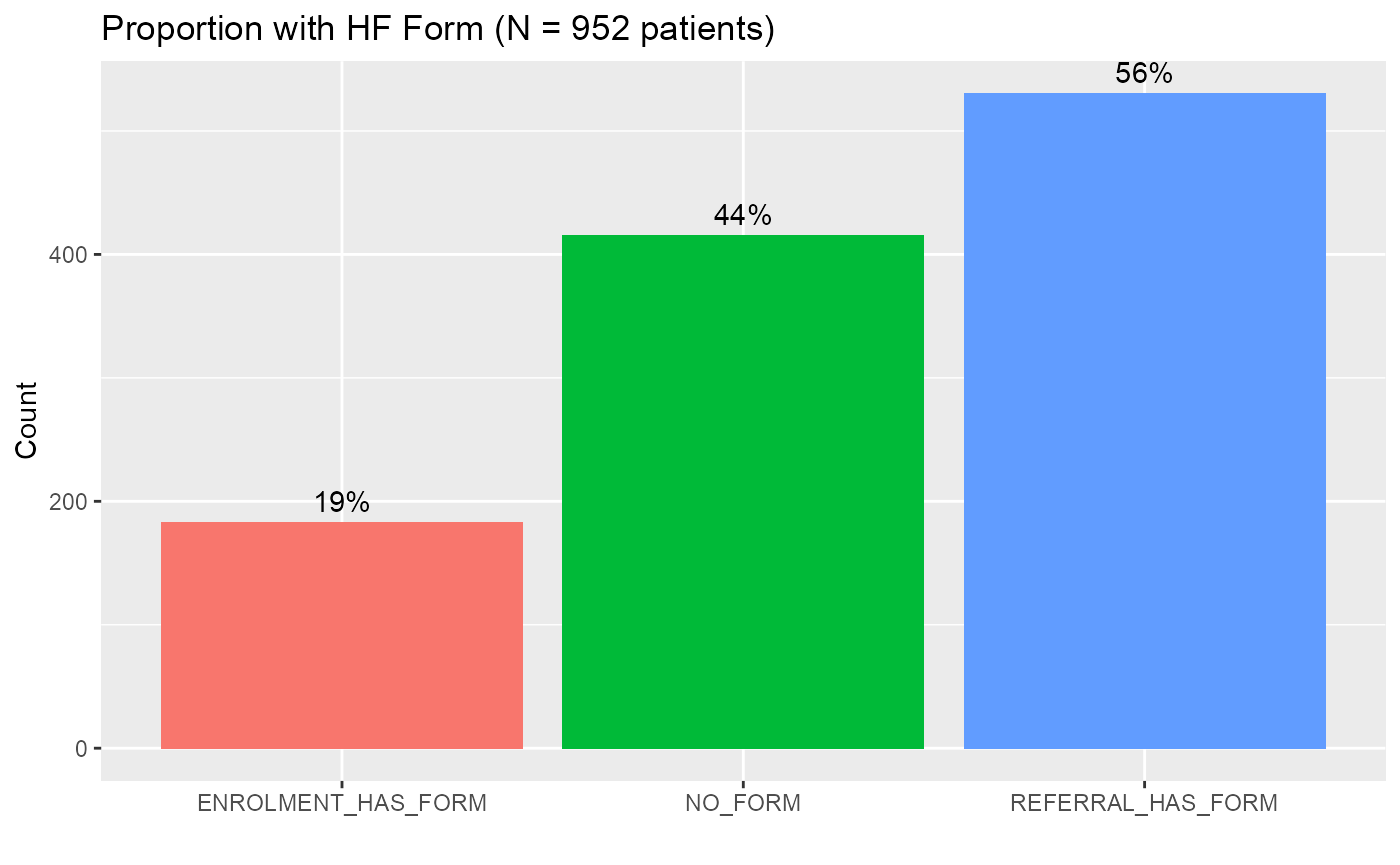 Proportion with HF Form (N = 952 patients)
56%
44%
400
Count
19%
200
0
ENROLMENT_HAS_FORM NO_FORM REFERRAL_HAS_FORM